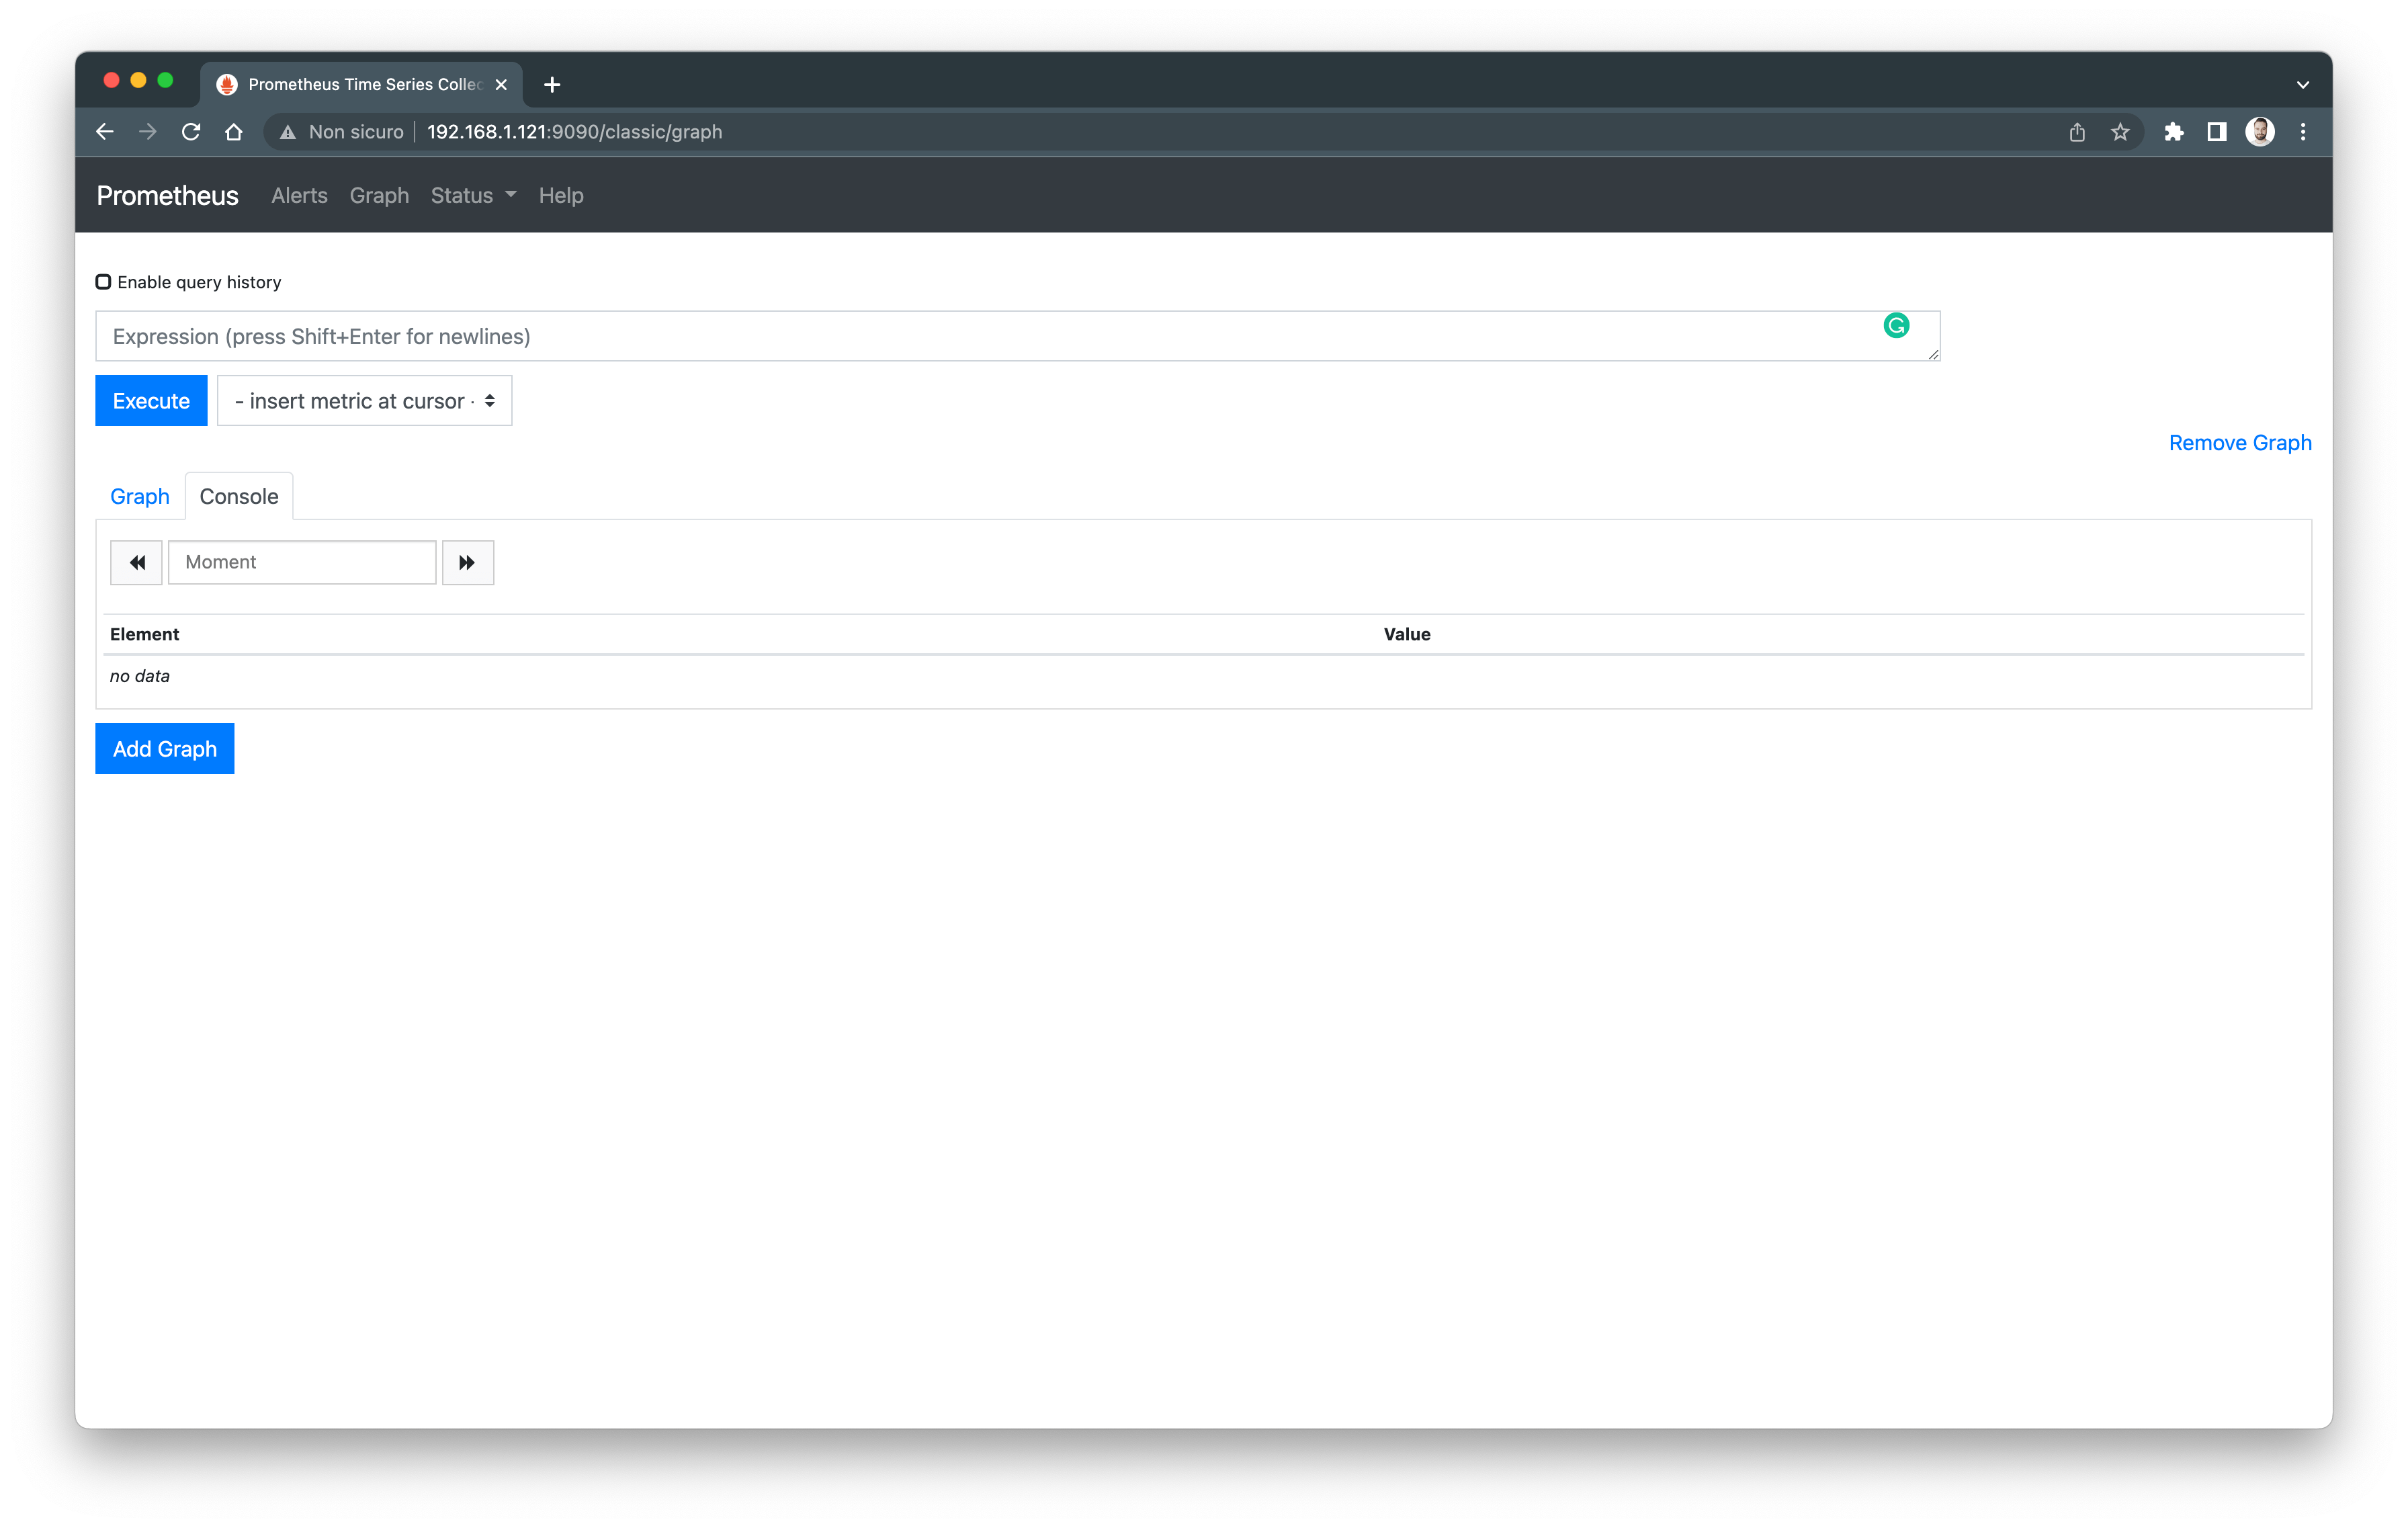 Prometheus Time Series Collec
Non sicuro 192.168.1.121:9090/classic/graph
Prometheus Alerts Graph Status Help
Enable query history
Expression (press Shift+Enter for newlines)
Execute - insert metric at cursor -
Remove Graph
Graph Console
Moment
Element Value
no data
Add Graph